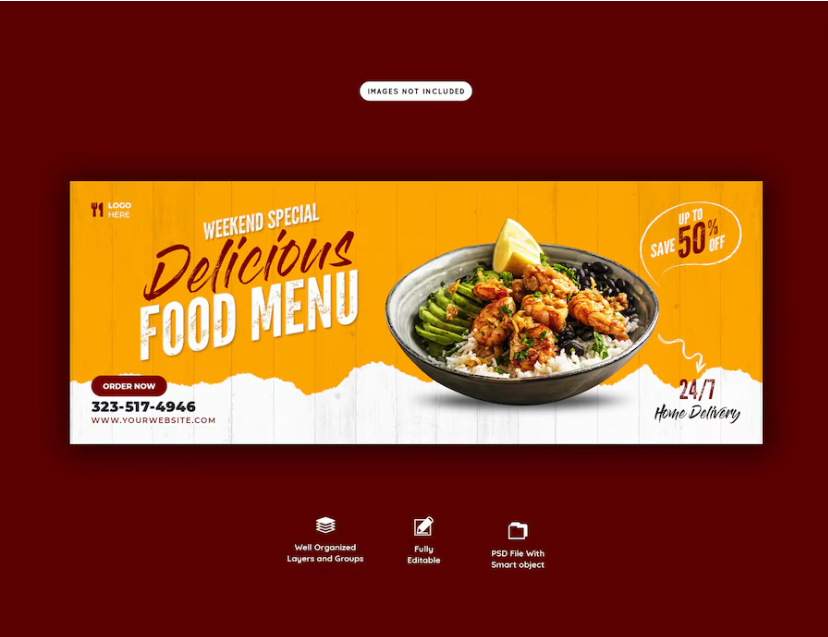 IMAGES NOT INCLUDED
LOGO
HERE
WEEKEND SPECIAL
Delicious
FOOD MENU
UP TO
SAVE 50% OFF
ORDER NOW
323-517-4946
WWW.YOURWEBSITE.COM
24/7
Home Delivery
Well Organized
Layers and Groups
Fully
Editable
PSD File With
Smart object